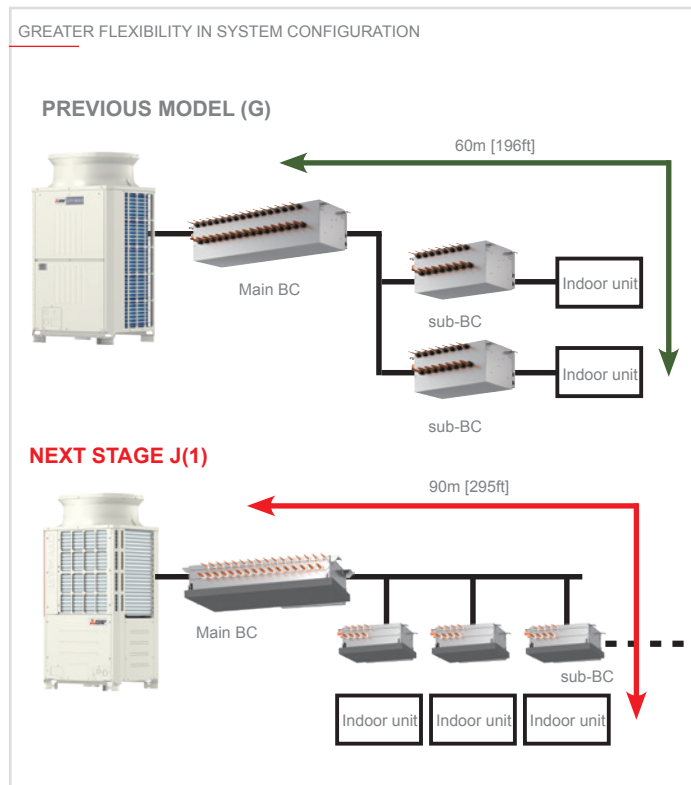 GREATER FLEXIBILITY IN SYSTEM CONFIGURATION
PREVIOUS MODEL (G)
60m [196ft]
Main BC
Indoor unit
sub-BC
Indoor unit
sub-BC
NEXT STAGE J(1)
90m [295ft]
Main BC
sub-BC
Indoor unit
Indoor unit
Indoor unit